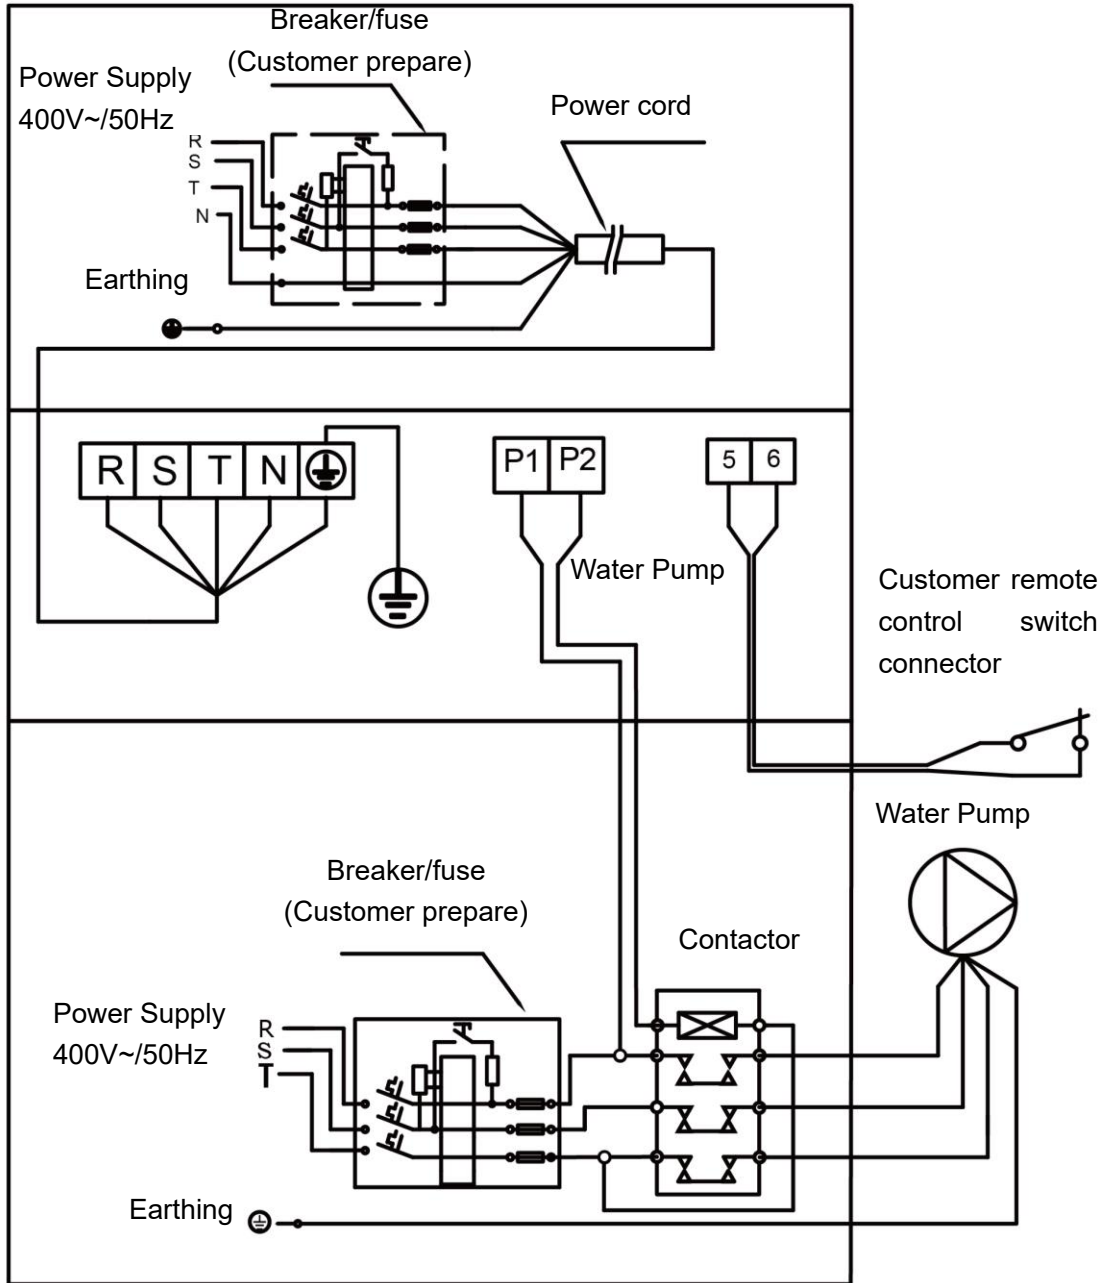 Breaker/fuse
(Customer prepare)
Power Supply
400V~/50Hz
Power cord
R
S
T
N
Earthing
R S T N
P1 P2
5 6
Water Pump
Customer remote
control switch
connector
Water Pump
Breaker/fuse
(Customer prepare)
Contactor
Power Supply
400V~/50Hz
R
S
T
Earthing